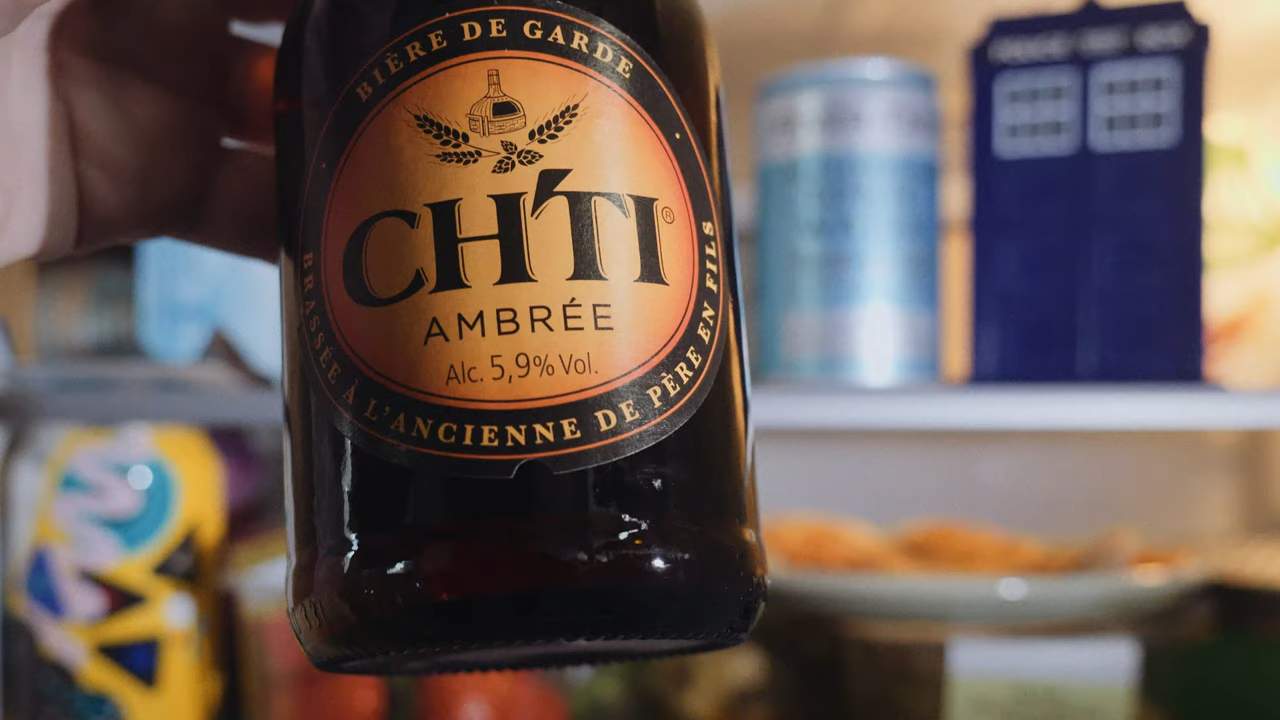 BIÈRE DE GARDE
CH'TI®
AMBRÉE
Alc. 5,9% Vol.
BRASSÉE À L'ANCIENNE DE PÈRE EN FILS